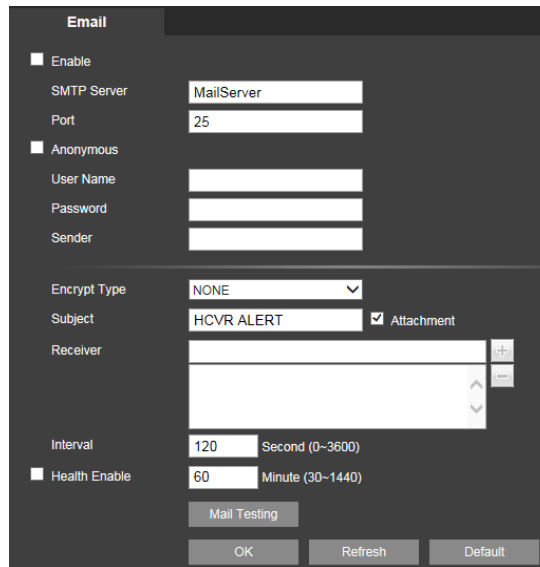 Email
Enable
SMTP Server MailServer
Port 25
Anonymous
User Name
Password
Sender
Encrypt Type NONE
Subject HCVR ALERT Attachment
Receiver
Interval 120 Second (0~3600)
Health Enable 60 Minute (30~1440)
Mail Testing
OK Refresh Default